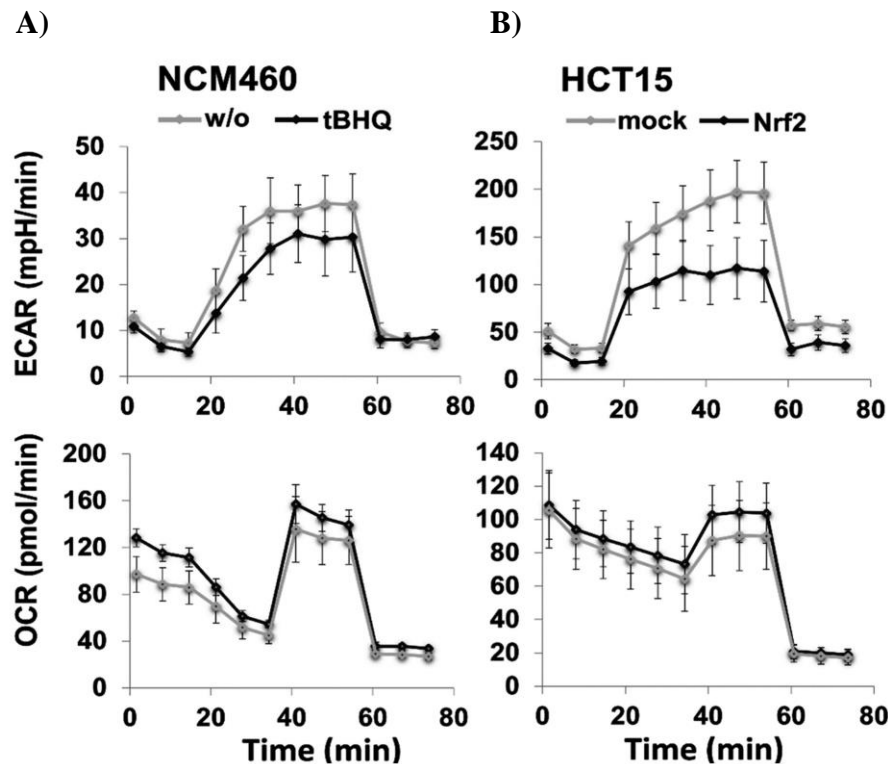 A) B)
NCM460 HCT15
w/o tBHQ mock Nrf2
ECAR (mpH/min)
50
40
30
20
10
0
0 20 40 60 80
250
200
150
100
50
0
0 20 40 60 80
OCR (pmol/min)
200
160
120
80
40
0
0 20 40 60 80
Time (min)
140
120
100
80
60
40
20
0
0 20 40 60 80
Time (min)